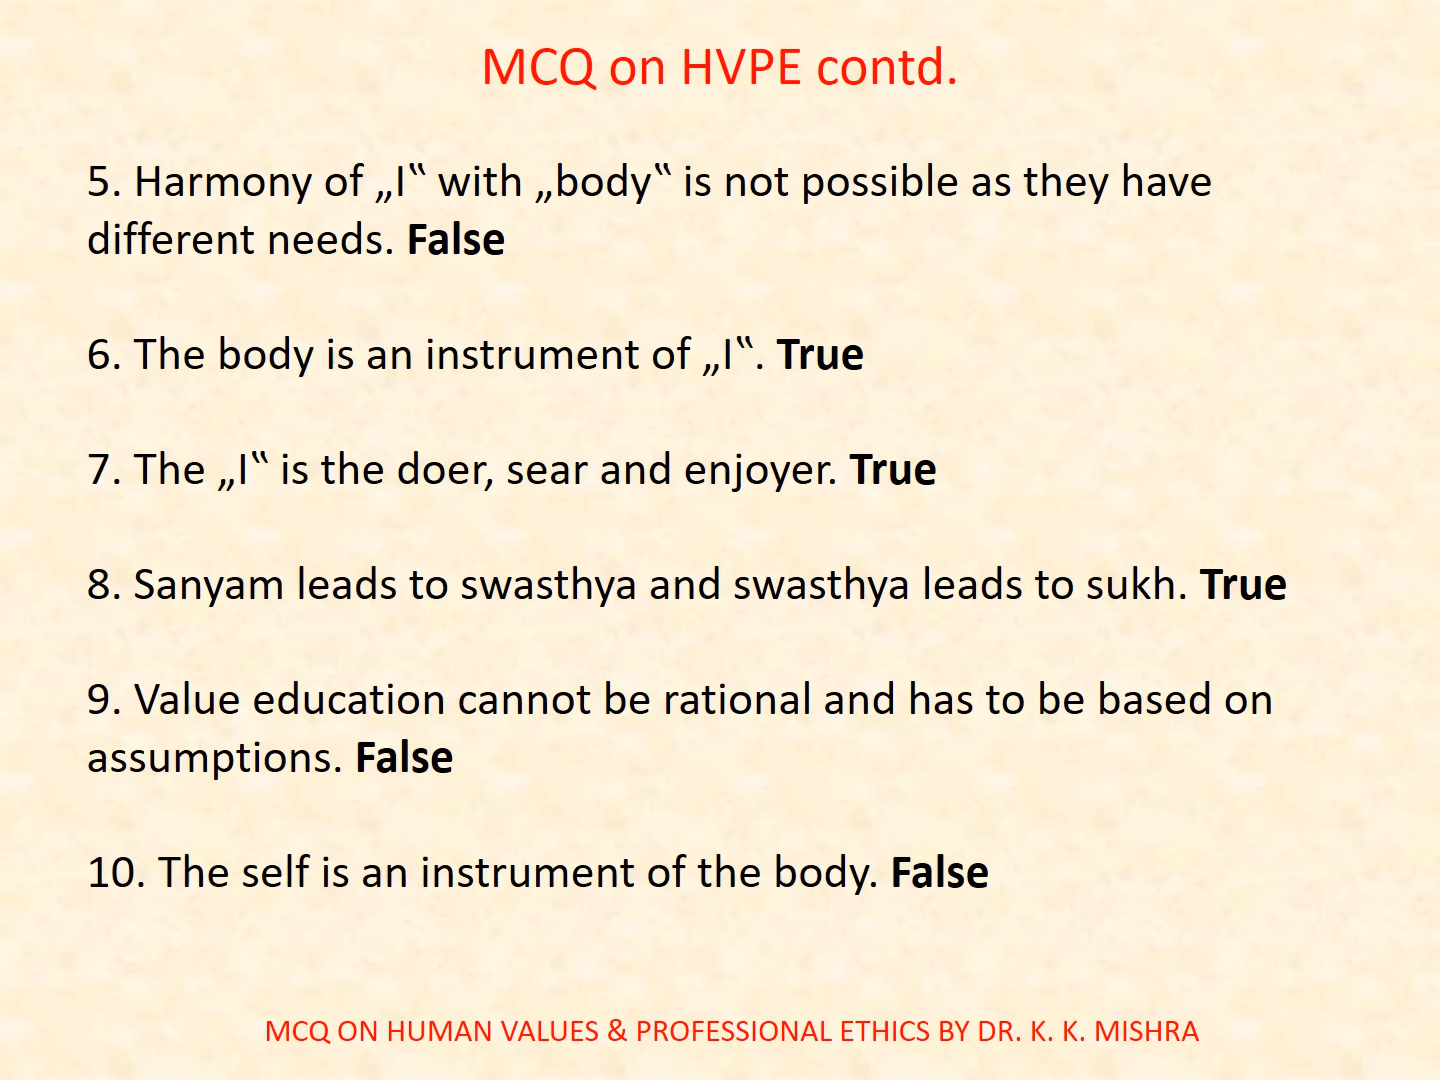 MCQ on HVPE contd.
5. Harmony of „I‟ with „body‟ is not possible as they have
different needs. False
6. The body is an instrument of „I‟. True
7. The „I‟ is the doer, sear and enjoyer. True
8. Sanyam leads to swasthya and swasthya leads to sukh. True
9. Value education cannot be rational and has to be based on
assumptions. False
10. The self is an instrument of the body. False
MCQ ON HUMAN VALUES & PROFESSIONAL ETHICS BY DR. K. K. MISHRA